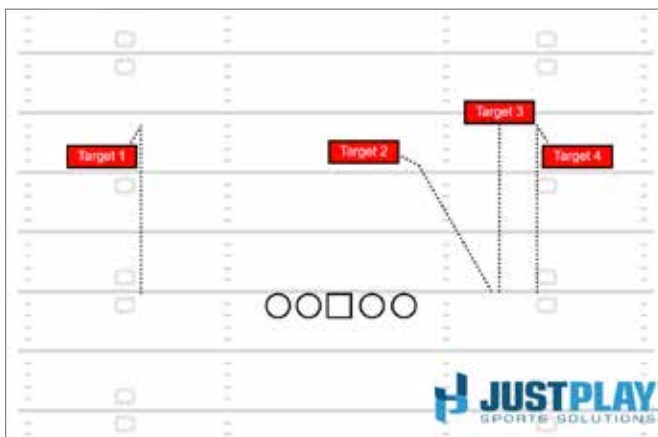 Target 3
Target 2
Target 1
Target 4
JUSTPLAY
SPORTS SOLUTIONS